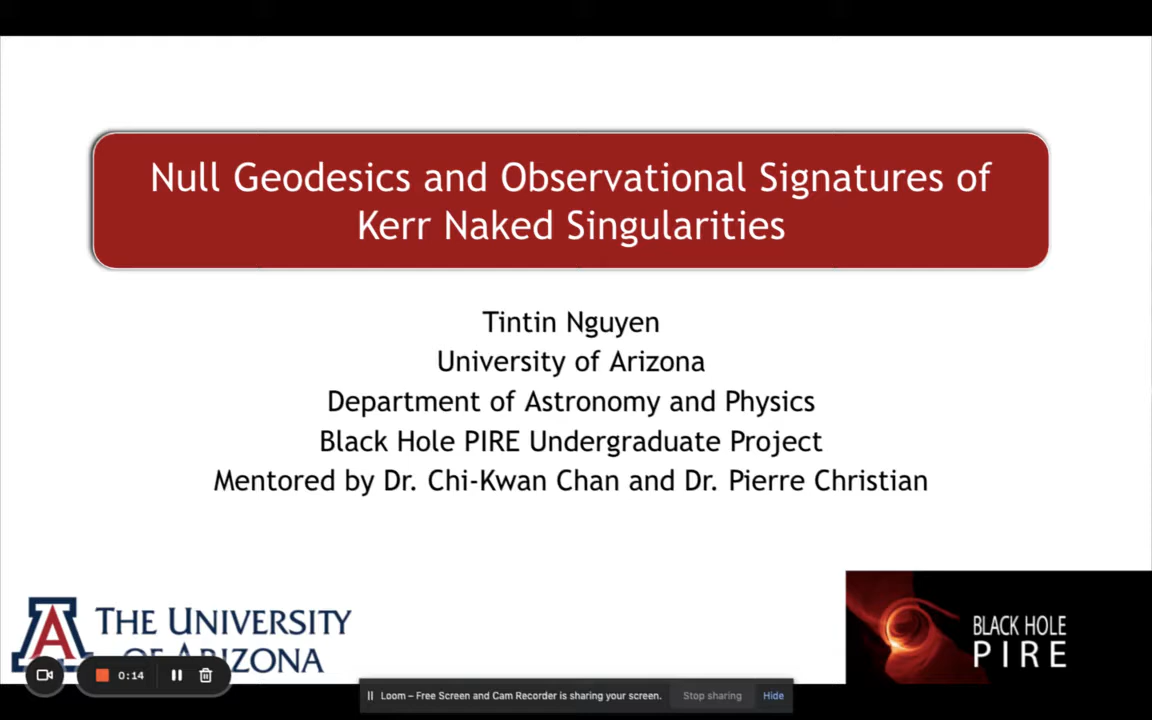 Null Geodesics and Observational Signatures of
Kerr Naked Singularities
Tintin Nguyen
University of Arizona
Department of Astronomy and Physics
Black Hole PIRE Undergraduate Project
Mentored by Dr. Chi-Kwan Chan and Dr. Pierre Christian
A
THE UNIVERSITY
OF ARIZONA
BLACK HOLE
PIRE
0:14
Loom – Free Screen and Cam Recorder is sharing your screen. Stop sharing Hide